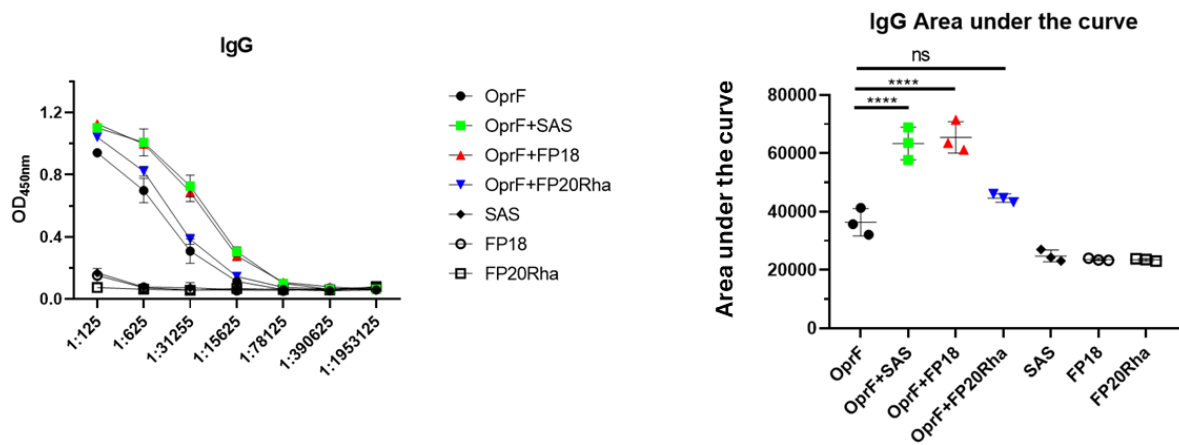 IgG
OD450nm
1.2
0.8
0.4
0.0
1:125
1:625
1:31255
1:15625
1:78125
1:390625
1:1953125
OprF
OprF+SAS
OprF+FP18
OprF+FP20Rha
SAS
FP18
FP20Rha
IgG Area under the curve
ns
****
****
Area under the curve
80000
60000
40000
20000
0
OprF
OprF+SAS
OprF+FP18
OprF+FP20Rha
SAS
FP18
FP20Rha